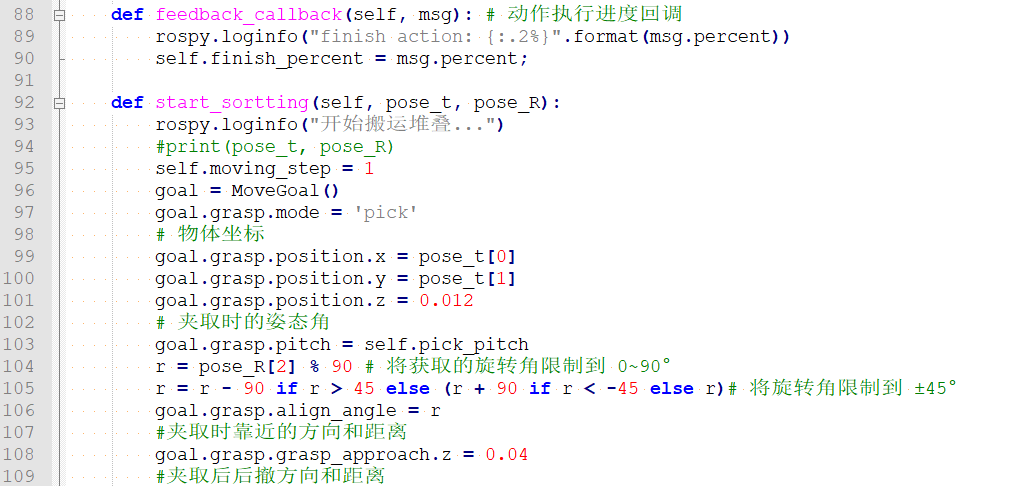 88 def feedback_callback(self, msg): # 动作执行进度回调
89 rospy.loginfo("finish action: {:.2%}".format(msg.percent))
90 self.finish_percent = msg.percent;
91
92 def start_sortting(self, pose_t, pose_R):
93 rospy.loginfo("开始搬运堆叠...")
94 #print(pose_t, pose_R)
95 self.moving_step = 1
96 goal = MoveGoal()
97 goal.grasp.mode = 'pick'
98 # 物体坐标
99 goal.grasp.position.x = pose_t[0]
100 goal.grasp.position.y = pose_t[1]
101 goal.grasp.position.z = 0.012
102 # 夹取时的姿态角
103 goal.grasp.pitch = self.pick_pitch
104 r = pose_R[2] % 90 # 将获取的旋转角限制到 0~90°
105 r = r - 90 if r > 45 else (r + 90 if r < -45 else r)# 将旋转角限制到 ±45°
106 goal.grasp.align_angle = r
107 #夹取时靠近的方向和距离
108 goal.grasp.grasp_approach.z = 0.04
109 #夹取后后撤方向和距离